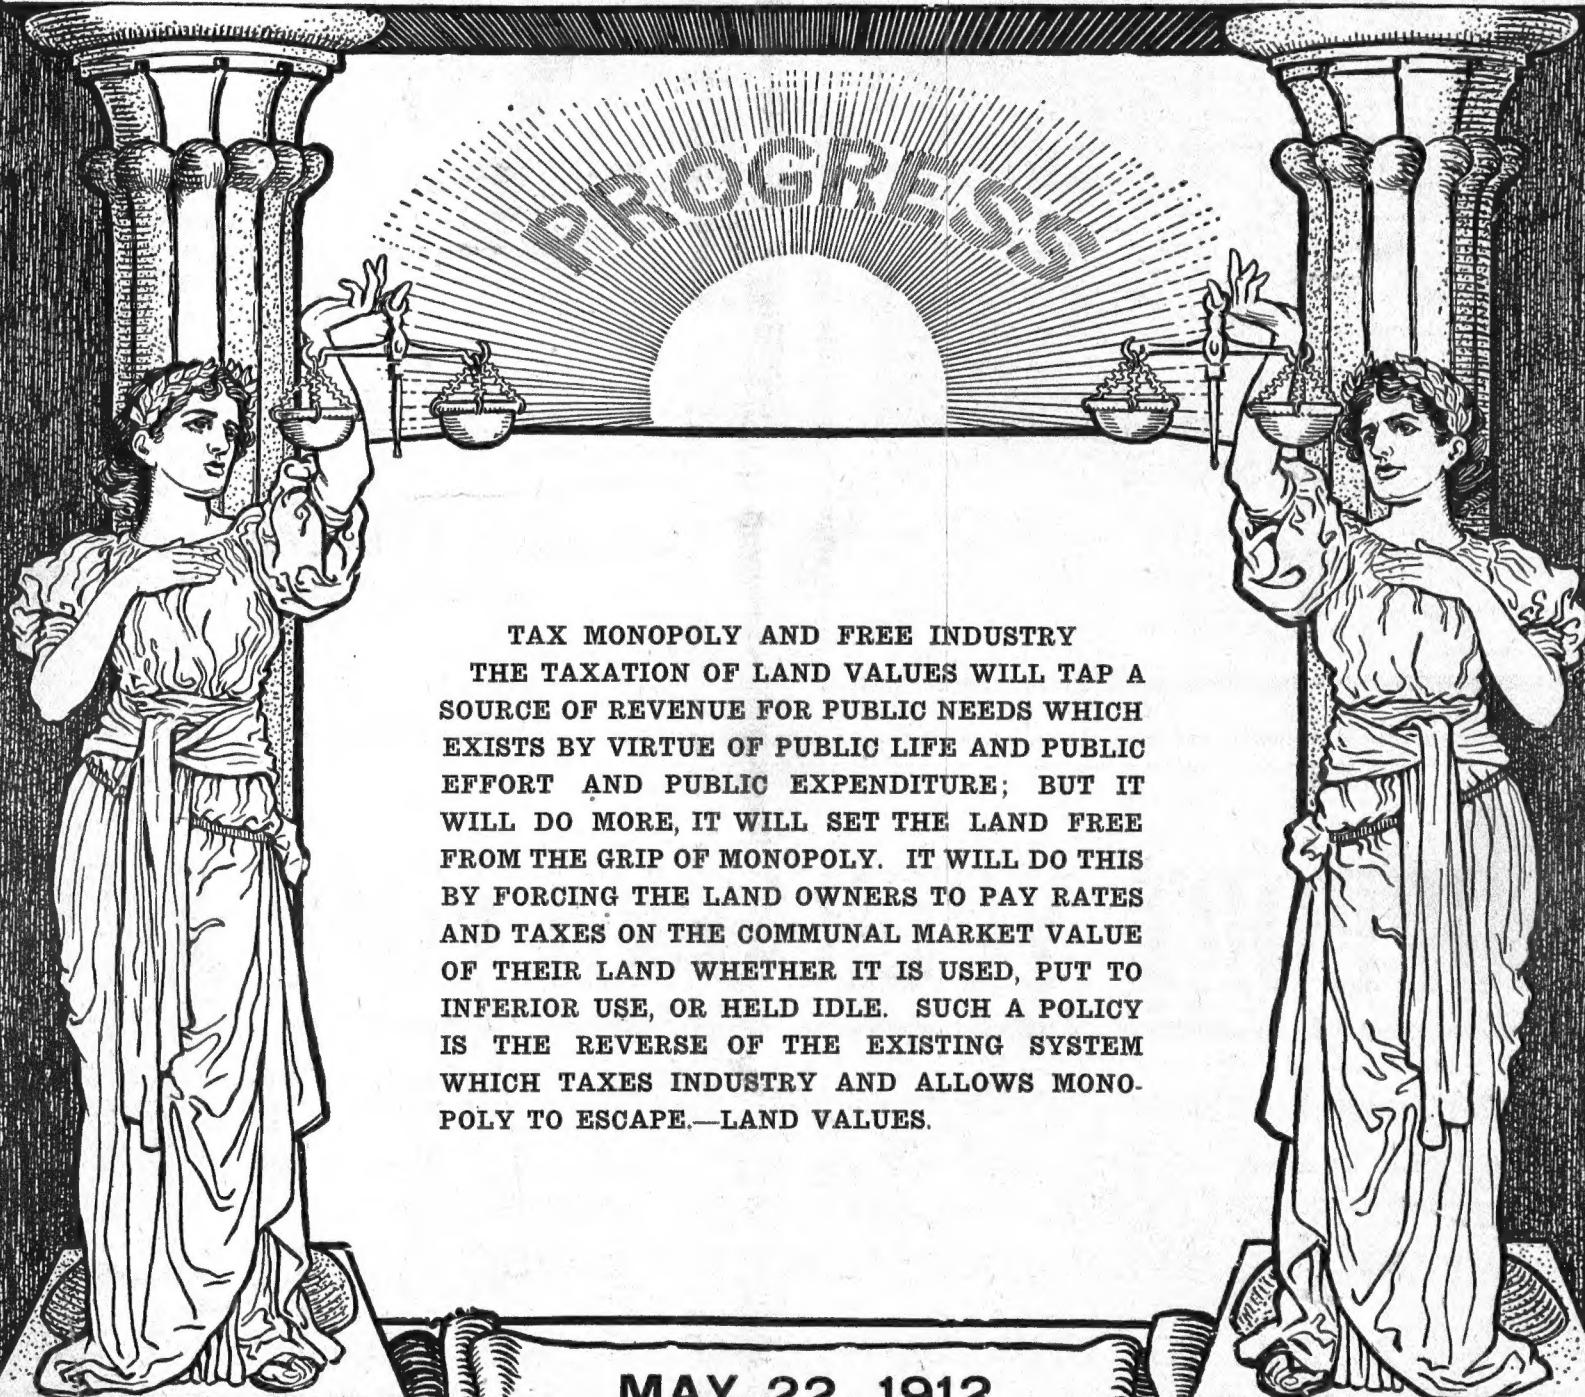 PROGRESS
TAX MONOPOLY AND FREE INDUSTRY
THE TAXATION OF LAND VALUES WILL TAP A
SOURCE OF REVENUE FOR PUBLIC NEEDS WHICH
EXISTS BY VIRTUE OF PUBLIC LIFE AND PUBLIC
EFFORT AND PUBLIC EXPENDITURE; BUT IT
WILL DO MORE, IT WILL SET THE LAND FREE
FROM THE GRIP OF MONOPOLY. IT WILL DO THIS
BY FORCING THE LAND OWNERS TO PAY RATES
AND TAXES ON THE COMMUNAL MARKET VALUE
OF THEIR LAND WHETHER IT IS USED, PUT TO
INFERIOR USE, OR HELD IDLE. SUCH A POLICY
IS THE REVERSE OF THE EXISTING SYSTEM
WHICH TAXES INDUSTRY AND ALLOWS MONO-
POLY TO ESCAPE.—LAND VALUES.
MAY 22, 1912